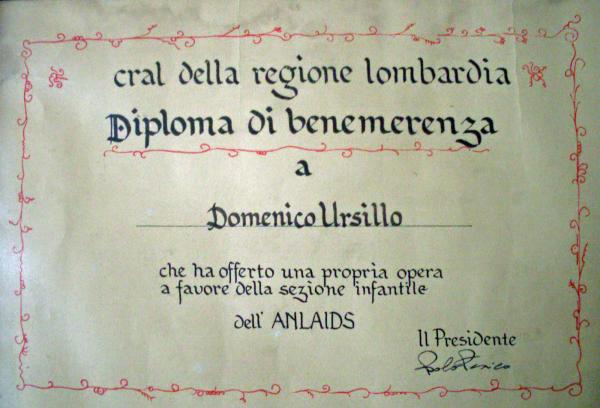 cral della regione lombardia
Diploma di benemerenza
a
Domenico Ursillo
che ha offerto una propria opera
a favore della sezione infantile
dell' ANLAIDS
Il Presidente